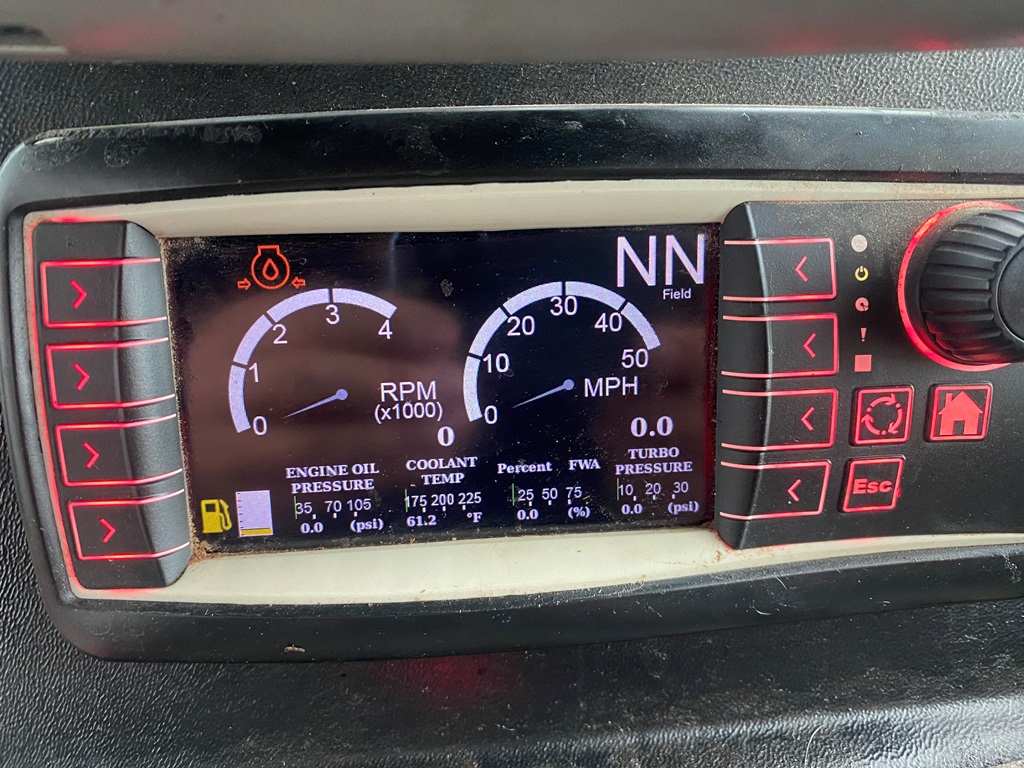 NN
Field
0 1 2 3 4
RPM
(x1000)
0
0 10 20 30 40 50
MPH
0.0
ENGINE OIL
PRESSURE
35 70 105
0.0 (psi)
COOLANT
TEMP
175 200 225
61.2 °F
Percent FWA
25 50 75
0.0 (%)
TURBO
PRESSURE
10 20 30
0.0 (psi)
!
Esc